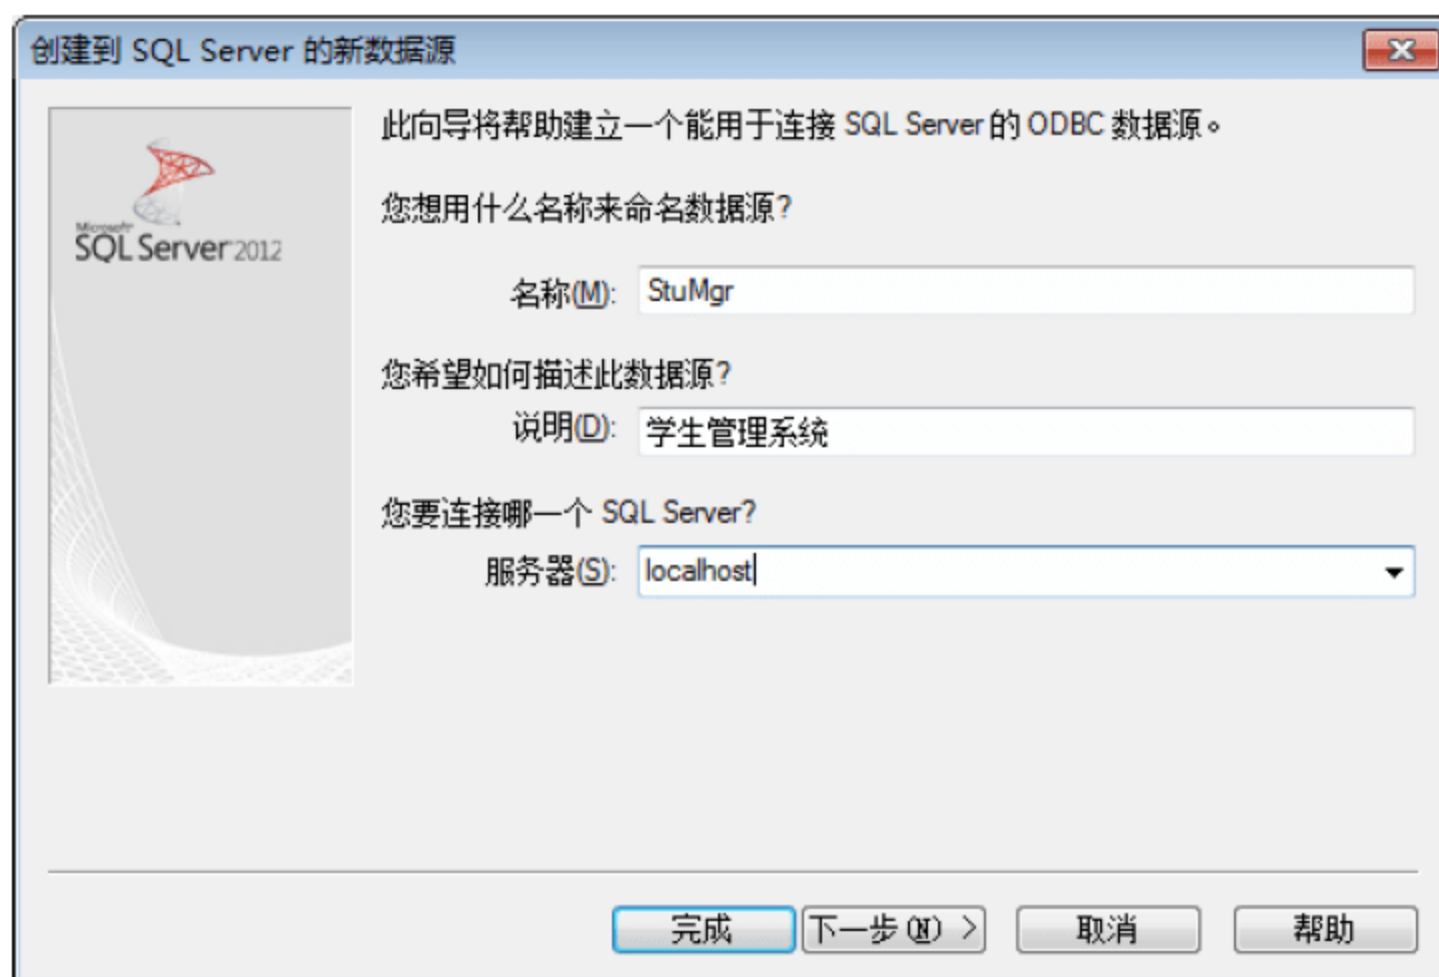 创建到 SQL Server 的新数据源
此向导将帮助建立一个能用于连接 SQL Server 的 ODBC 数据源。
Microsoft
SQL Server 2012
您想用什么名称来命名数据源?
名称(M): StuMgr
您希望如何描述此数据源?
说明(D): 学生管理系统
您要连接哪一个 SQL Server?
服务器(S): localhost
完成 下一步(N) > 取消 帮助